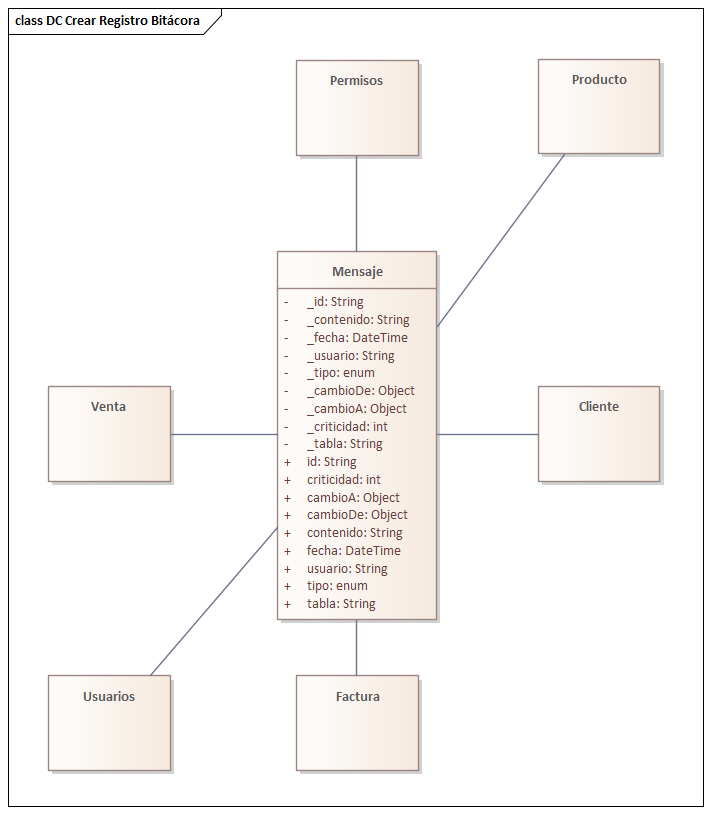 class DC Crear Registro Bitácora
Permisos
Producto
Mensaje
- _id: String
- _contenido: String
- _fecha: DateTime
- _usuario: String
- _tipo: enum
- _cambioDe: Object
- _cambioA: Object
- _criticidad: int
- _tabla: String
+ id: String
+ criticidad: int
+ cambioA: Object
+ cambioDe: Object
+ contenido: String
+ fecha: DateTime
+ usuario: String
+ tipo: enum
+ tabla: String
Venta
Cliente
Usuarios
Factura